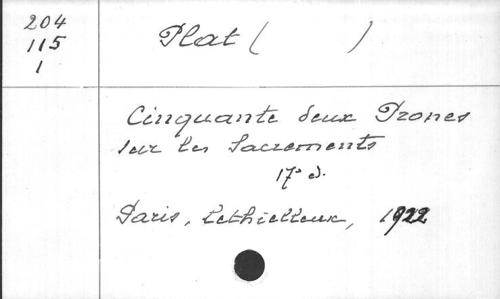 204
115
1
Plat ( )
Cinquante deux Prones
sur les Sacrements
17e éd.
Paris, Lethielleux, 1922